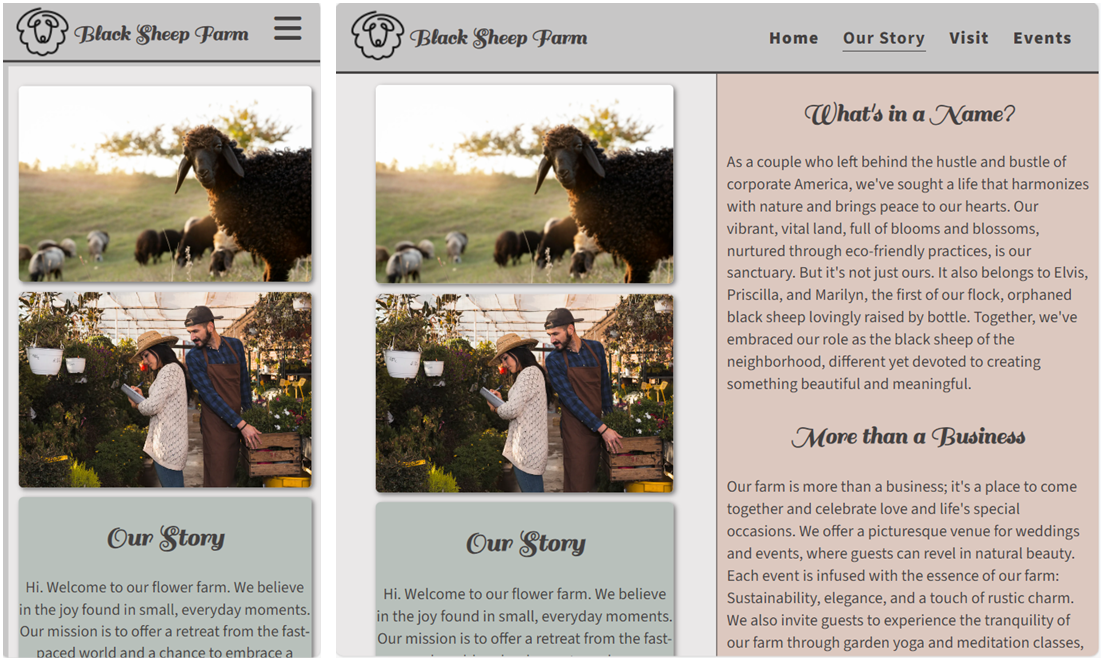 Black Sheep Farm
Our Story
Hi. Welcome to our flower farm. We believe
in the joy found in small, everyday moments.
Our mission is to offer a retreat from the fast-
paced world and a chance to embrace a
Black Sheep Farm
Home Our Story Visit Events
Our Story
Hi. Welcome to our flower farm. We believe
in the joy found in small, everyday moments.
Our mission is to offer a retreat from the fast-
What's in a Name?
As a couple who left behind the hustle and bustle of
corporate America, we've sought a life that harmonizes
with nature and brings peace to our hearts. Our
vibrant, vital land, full of blooms and blossoms,
nurtured through eco-friendly practices, is our
sanctuary. But it's not just ours. It also belongs to Elvis,
Priscilla, and Marilyn, the first of our flock, orphaned
black sheep lovingly raised by bottle. Together, we've
embraced our role as the black sheep of the
neighborhood, different yet devoted to creating
something beautiful and meaningful.
More than a Business
Our farm is more than a business; it's a place to come
together and celebrate love and life's special
occasions. We offer a picturesque venue for weddings
and events, where guests can revel in natural beauty.
Each event is infused with the essence of our farm:
Sustainability, elegance, and a touch of rustic charm.
We also invite guests to experience the tranquility of
our farm through garden yoga and meditation classes,